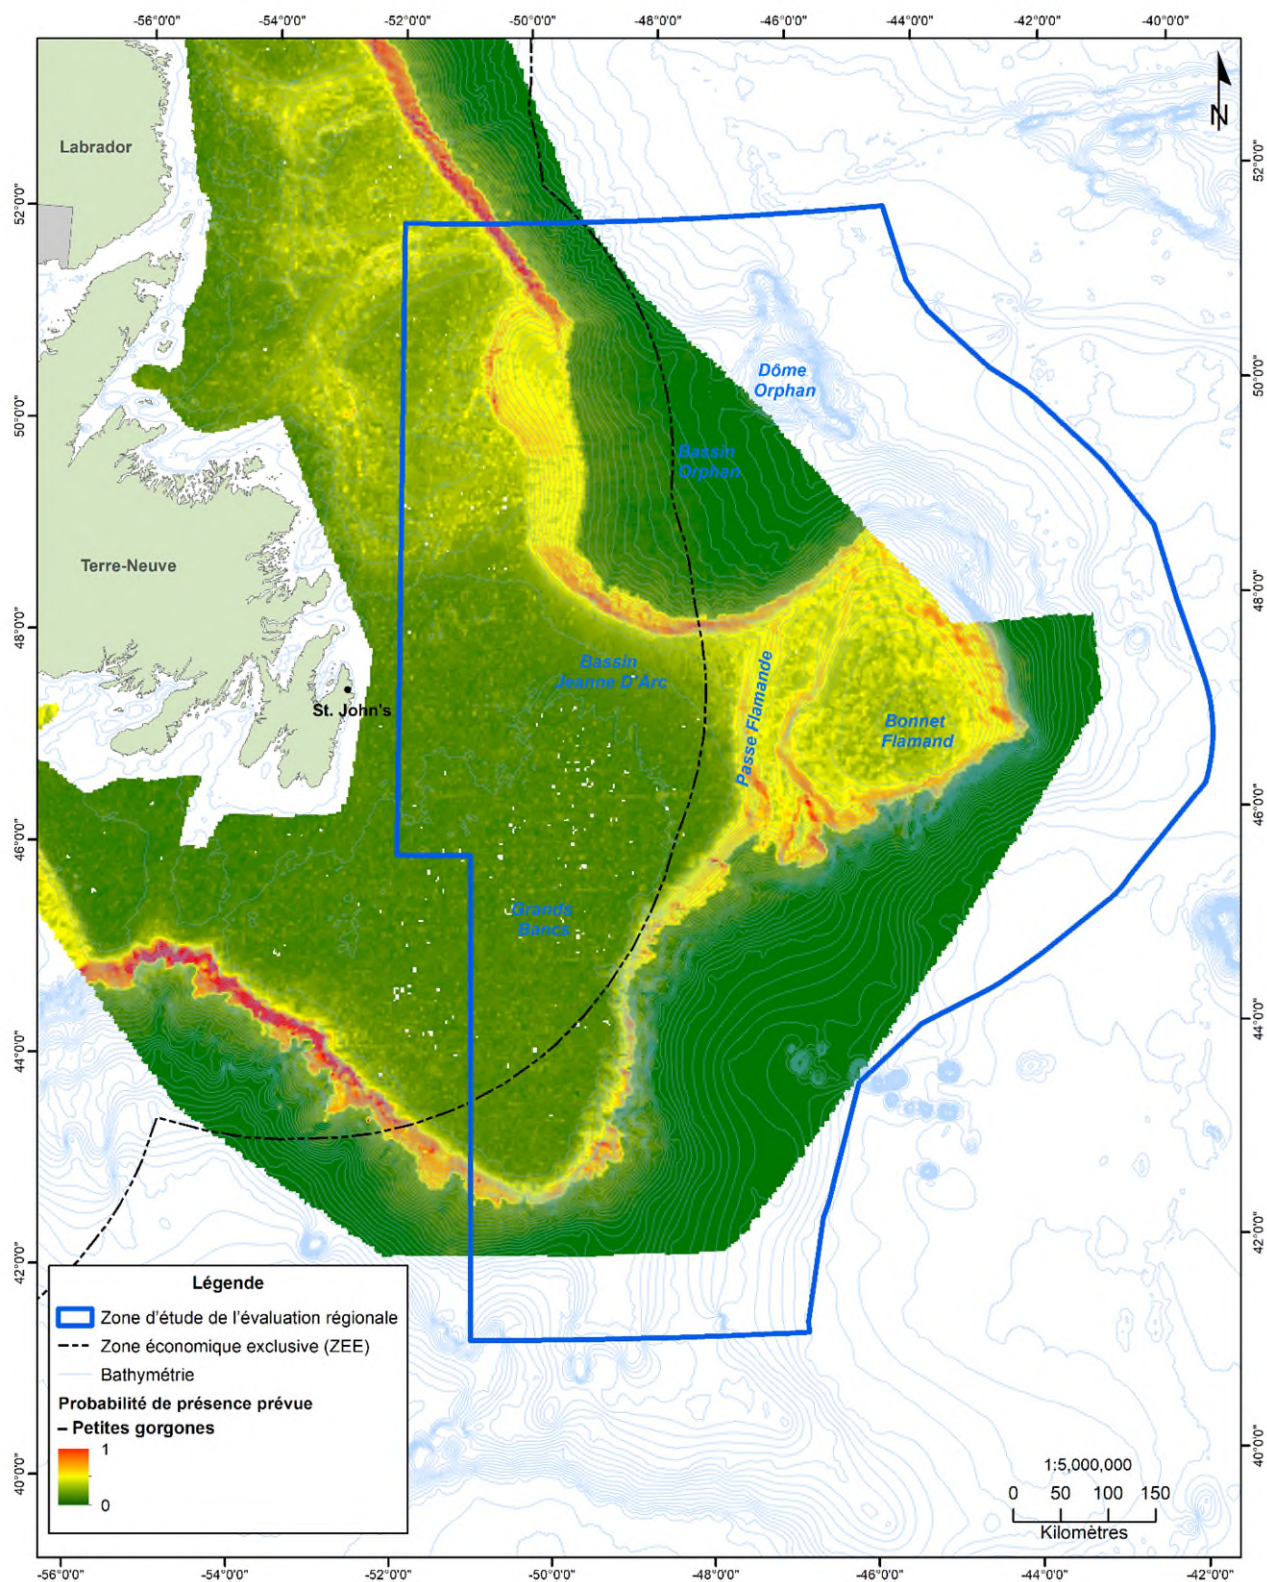 -56°0'0" -54°0'0" -52°0'0" -50°0'0" -48°0'0" -46°0'0" -44°0'0" -42°0'0" -40°0'0"
N
Labrador
52°0'0" 52°0'0"
Dôme
Orphan
50°0'0" 50°0'0"
Bassin
Orphan
Terre-Neuve
48°0'0" 48°0'0"
Bassin
Jeanne D'Arc
Passe Flamande
St. John's
Bonnet
Flamand
46°0'0" 46°0'0"
Grands
Bancs
44°0'0" 44°0'0"
42°0'0" 42°0'0"
Légende
Zone d'étude de l'évaluation régionale
Zone économique exclusive (ZEE)
Bathymétrie
Probabilité de présence prévue
– Petites gorgones
1
0
40°0'0" 40°0'0"
1:5,000,000
0 50 100 150
Kilomètres
-56°0'0" -54°0'0" -52°0'0" -50°0'0" -48°0'0" -46°0'0" -44°0'0" -42°0'0"